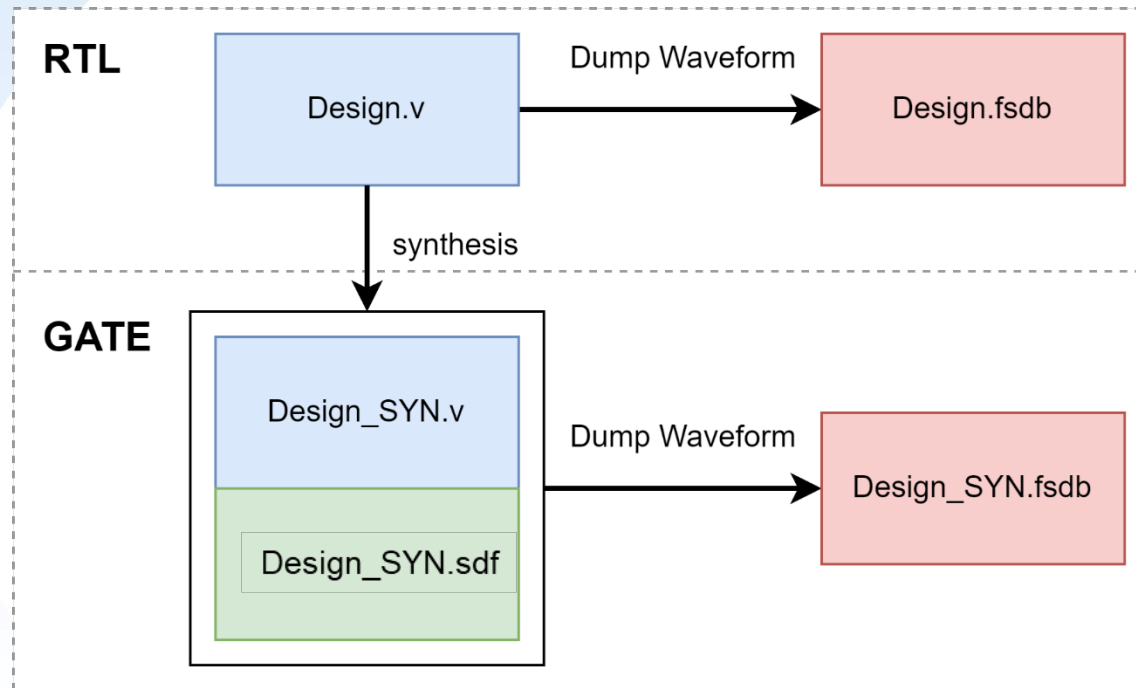 RTL
Design.v
Dump Waveform
Design.fsdb
synthesis
GATE
Design_SYN.v
Design_SYN.sdf
Dump Waveform
Design_SYN.fsdb